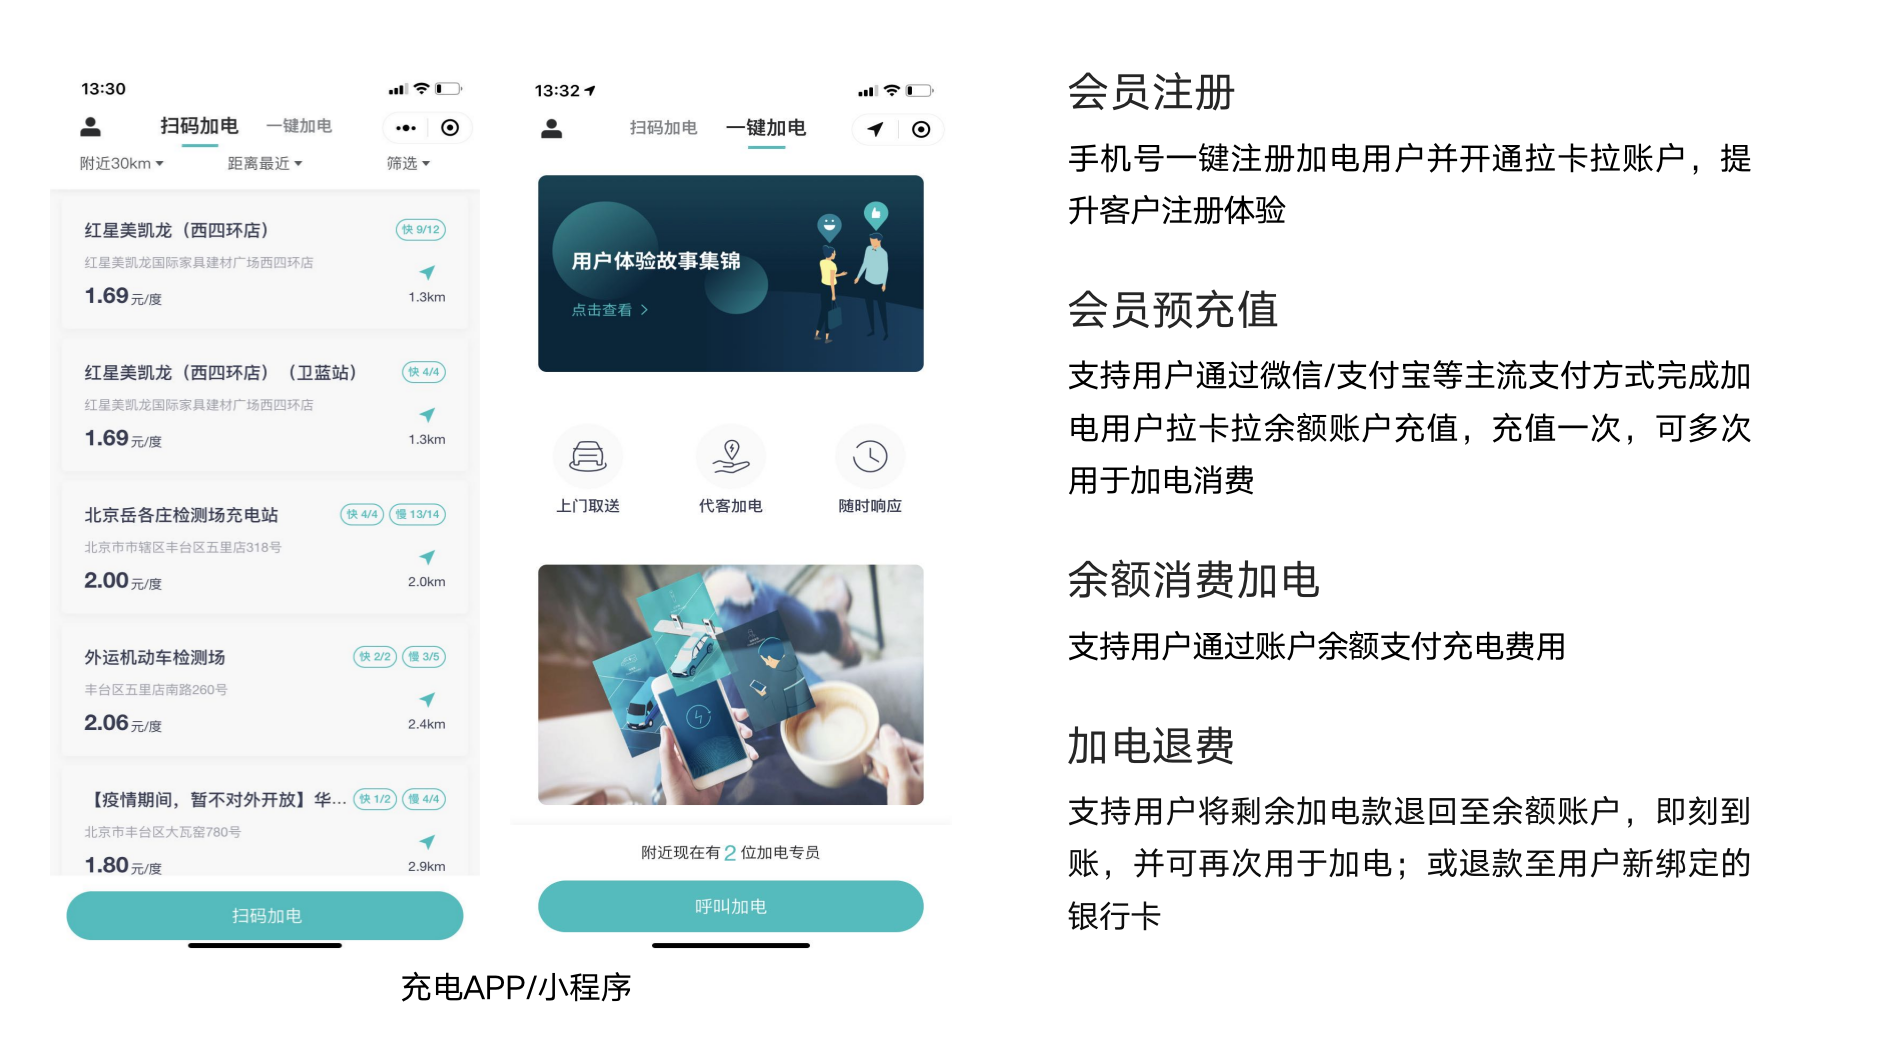 13:30
扫码加电 一键加电
附近30km 距离最近 筛选
红星美凯龙（西四环店） 快 9/12
红星美凯龙国际家具建材广场西四环店
1.69元/度 1.3km
红星美凯龙（西四环店）（卫蓝站） 快 4/4
红星美凯龙国际家具建材广场西四环店
1.69元/度 1.3km
北京岳各庄检测场充电站 快 4/4 慢 13/14
北京市市辖区丰台区五里店318号
2.00元/度 2.0km
外运机动车检测场 快 2/2 慢 3/5
丰台区五里店南路260号
2.06元/度 2.4km
【疫情期间，暂不对外开放】华... 快 1/2 慢 4/4
北京市丰台区大瓦窑780号
1.80元/度 2.9km
扫码加电
13:32
扫码加电 一键加电
用户体验故事集锦
点击查看 >
上门取送 代客加电 随时响应
附近现在有2位加电专员
呼叫加电
充电APP/小程序
会员注册
手机号一键注册加电用户并开通拉卡拉账户，提
升客户注册体验
会员预充值
支持用户通过微信/支付宝等主流支付方式完成加
电用户拉卡拉余额账户充值，充值一次，可多次
用于加电消费
余额消费加电
支持用户通过账户余额支付充电费用
加电退费
支持用户将剩余加电款退回至余额账户，即刻到
账，并可再次用于加电；或退款至用户新绑定的
银行卡